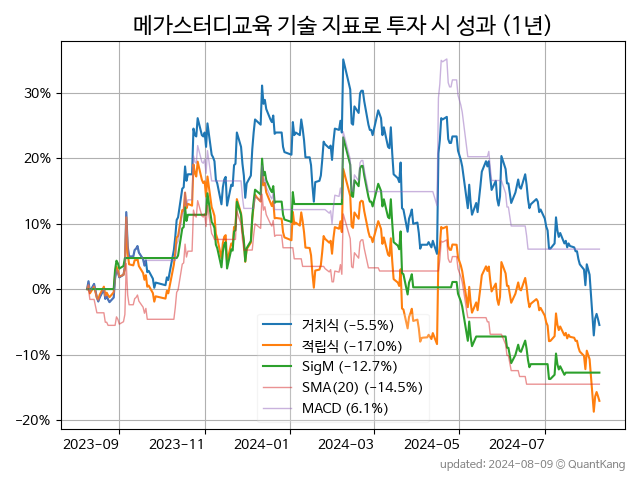 메가스터디교육 기술 지표로 투자 시 성과 (1년)
30%
20%
10%
0%
−10%
−20%
거치식 (−5.5%)
적립식 (−17.0%)
SigM (−12.7%)
SMA(20) (−14.5%)
MACD (6.1%)
2023-09
2023-11
2024-01
2024-03
2024-05
2024-07
updated: 2024-08-09 © QuantKang